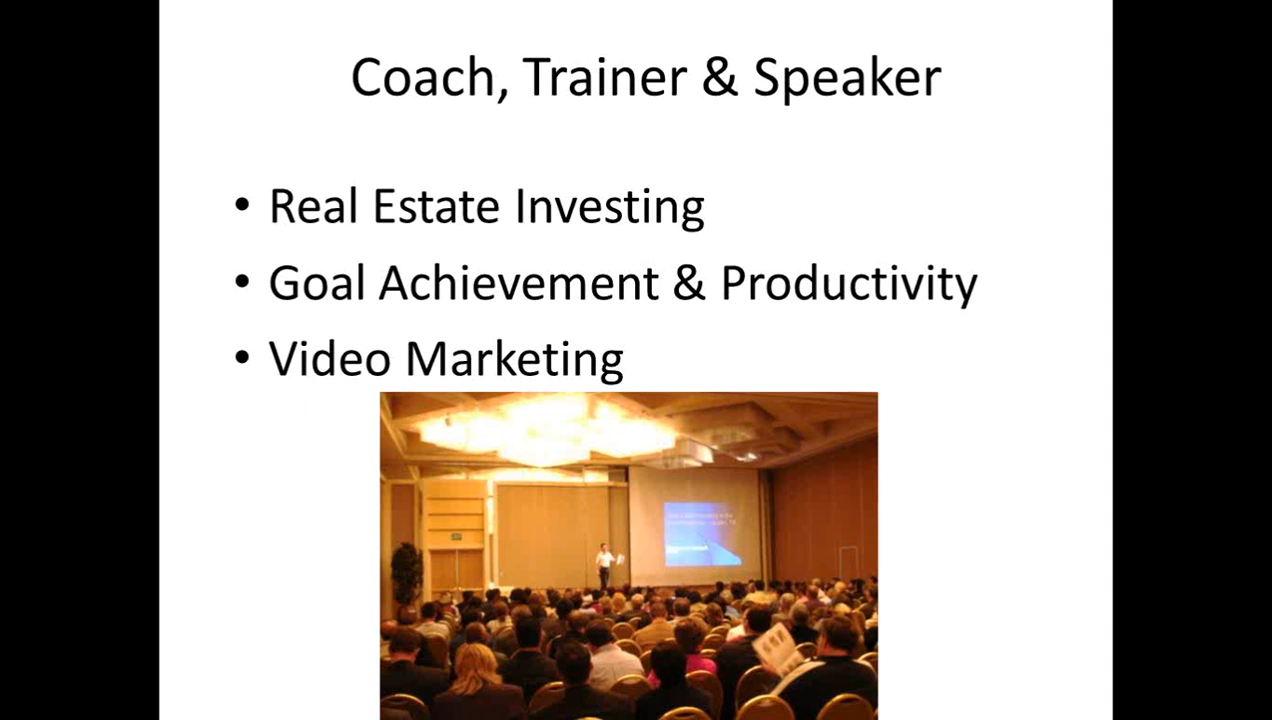 Coach, Trainer & Speaker
• Real Estate Investing
• Goal Achievement & Productivity
• Video Marketing